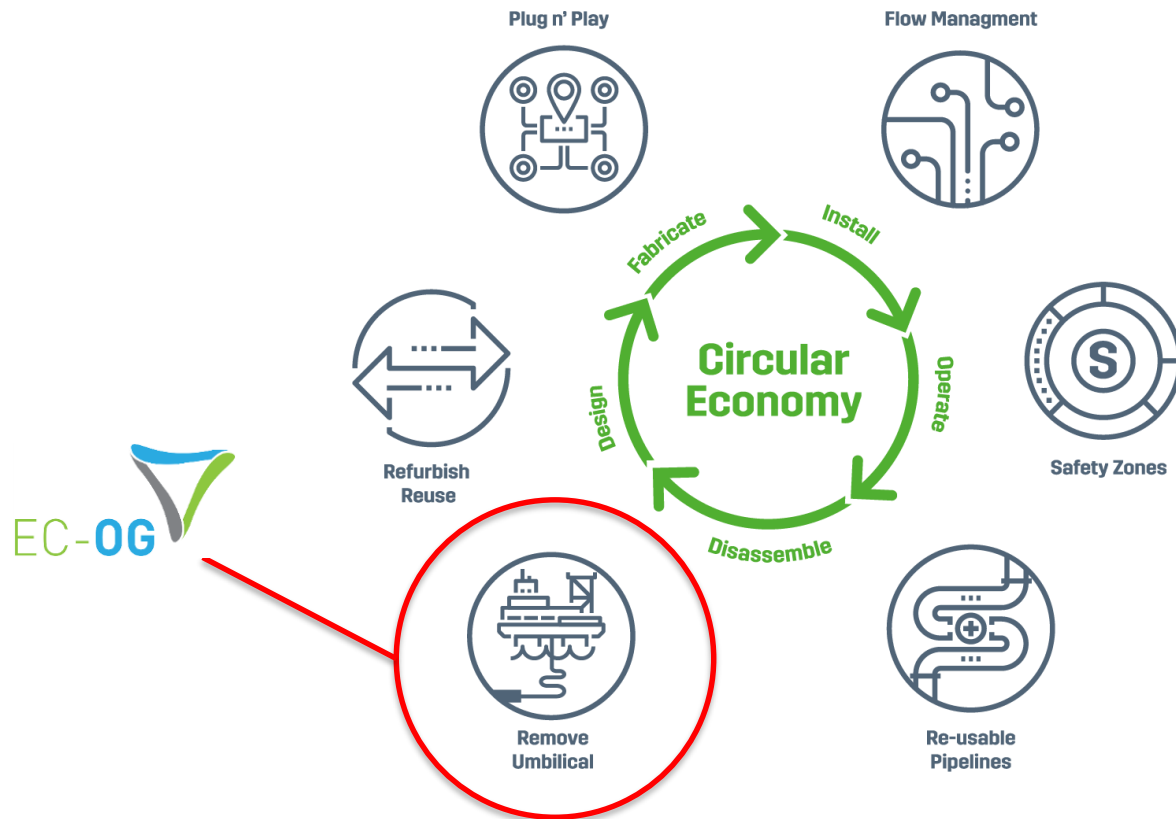 Plug n' Play
Flow Managment
Fabricate
Install
Circular
Economy
Operate
Design
Disassemble
S
Safety Zones
Refurbish
Reuse
EC-OG
Remove
Umbilical
Re-usable
Pipelines